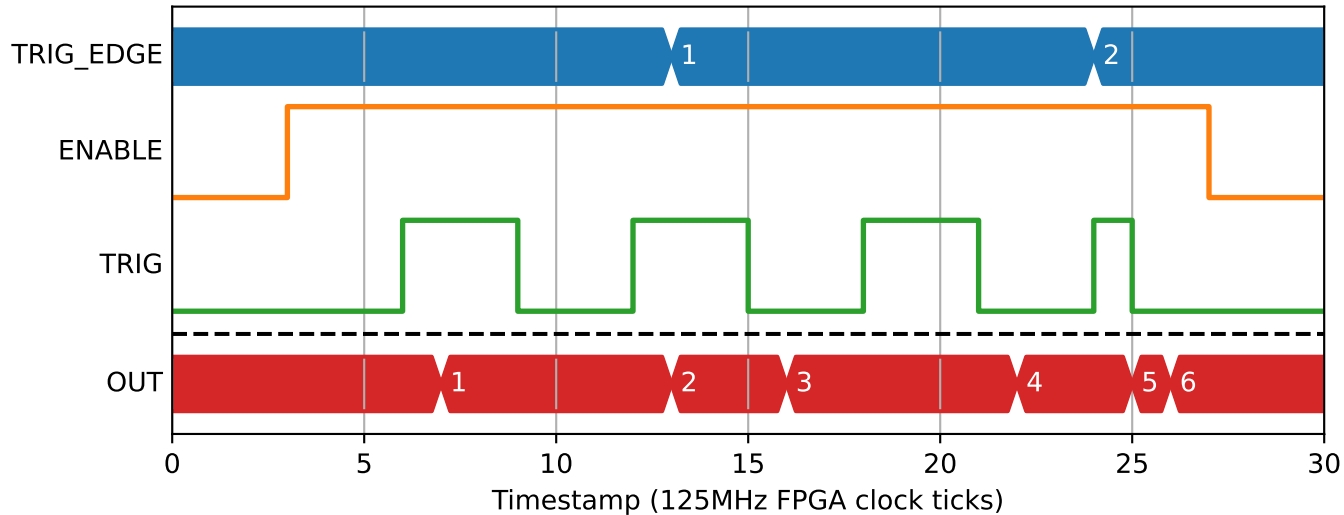 TRIG_EDGE 1 2
ENABLE
TRIG
OUT 1 2 3 4 5 6
0 5 10 15 20 25 30
Timestamp (125MHz FPGA clock ticks)